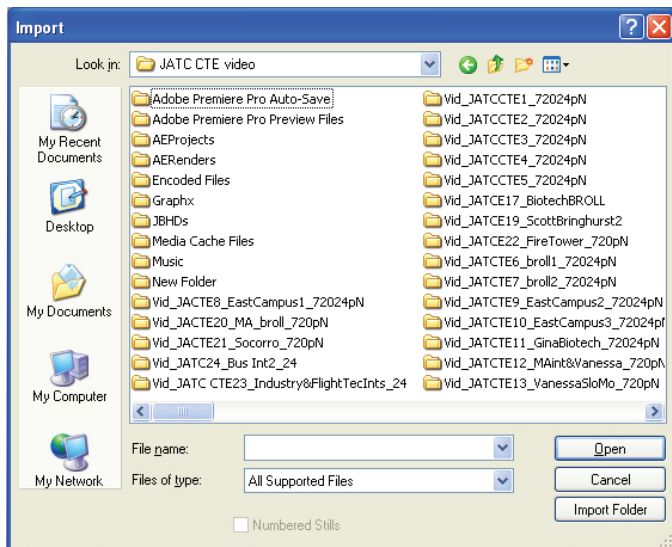 Import
Look in: JATC CTE video
My Recent Documents
Desktop
My Documents
My Computer
My Network
Adobe Premiere Pro Auto-Save
Adobe Premiere Pro Preview Files
AEProjects
AERenders
Encoded Files
Graphx
JBHDs
Media Cache Files
Music
New Folder
Vid_JACTE8_EastCampus1_72024pN
Vid_JACTE20_MA_broll_720pN
Vid_JACTE21_Socorro_720pN
Vid_JATC24_Bus Int2_24
Vid_JATC CTE23_Industry&FlightTecInts_24
Vid_JATCCTE1_72024pN
Vid_JATCCTE2_72024pN
Vid_JATCCTE3_72024pN
Vid_JATCCTE4_72024pN
Vid_JATCCTE5_72024pN
Vid_JATCE17_BiotechBROLL
Vid_JATCE19_ScottBringhurst2
Vid_JATCE22_FireTower_720pN
Vid_JATCTE6_broll1_72024pN
Vid_JATCTE7_broll2_72024pN
Vid_JATCTE9_EastCampus2_72024pN
Vid_JATCTE10_EastCampus3_72024pN
Vid_JATCTE11_GinaBiotech_720pN
Vid_JATCTE12_MAint&Vanessa_720pN
Vid_JATCTE13_VanessaSloMo_720pN
File name:
Open
Files of type: All Supported Files
Cancel
Import Folder
Numbered Stills